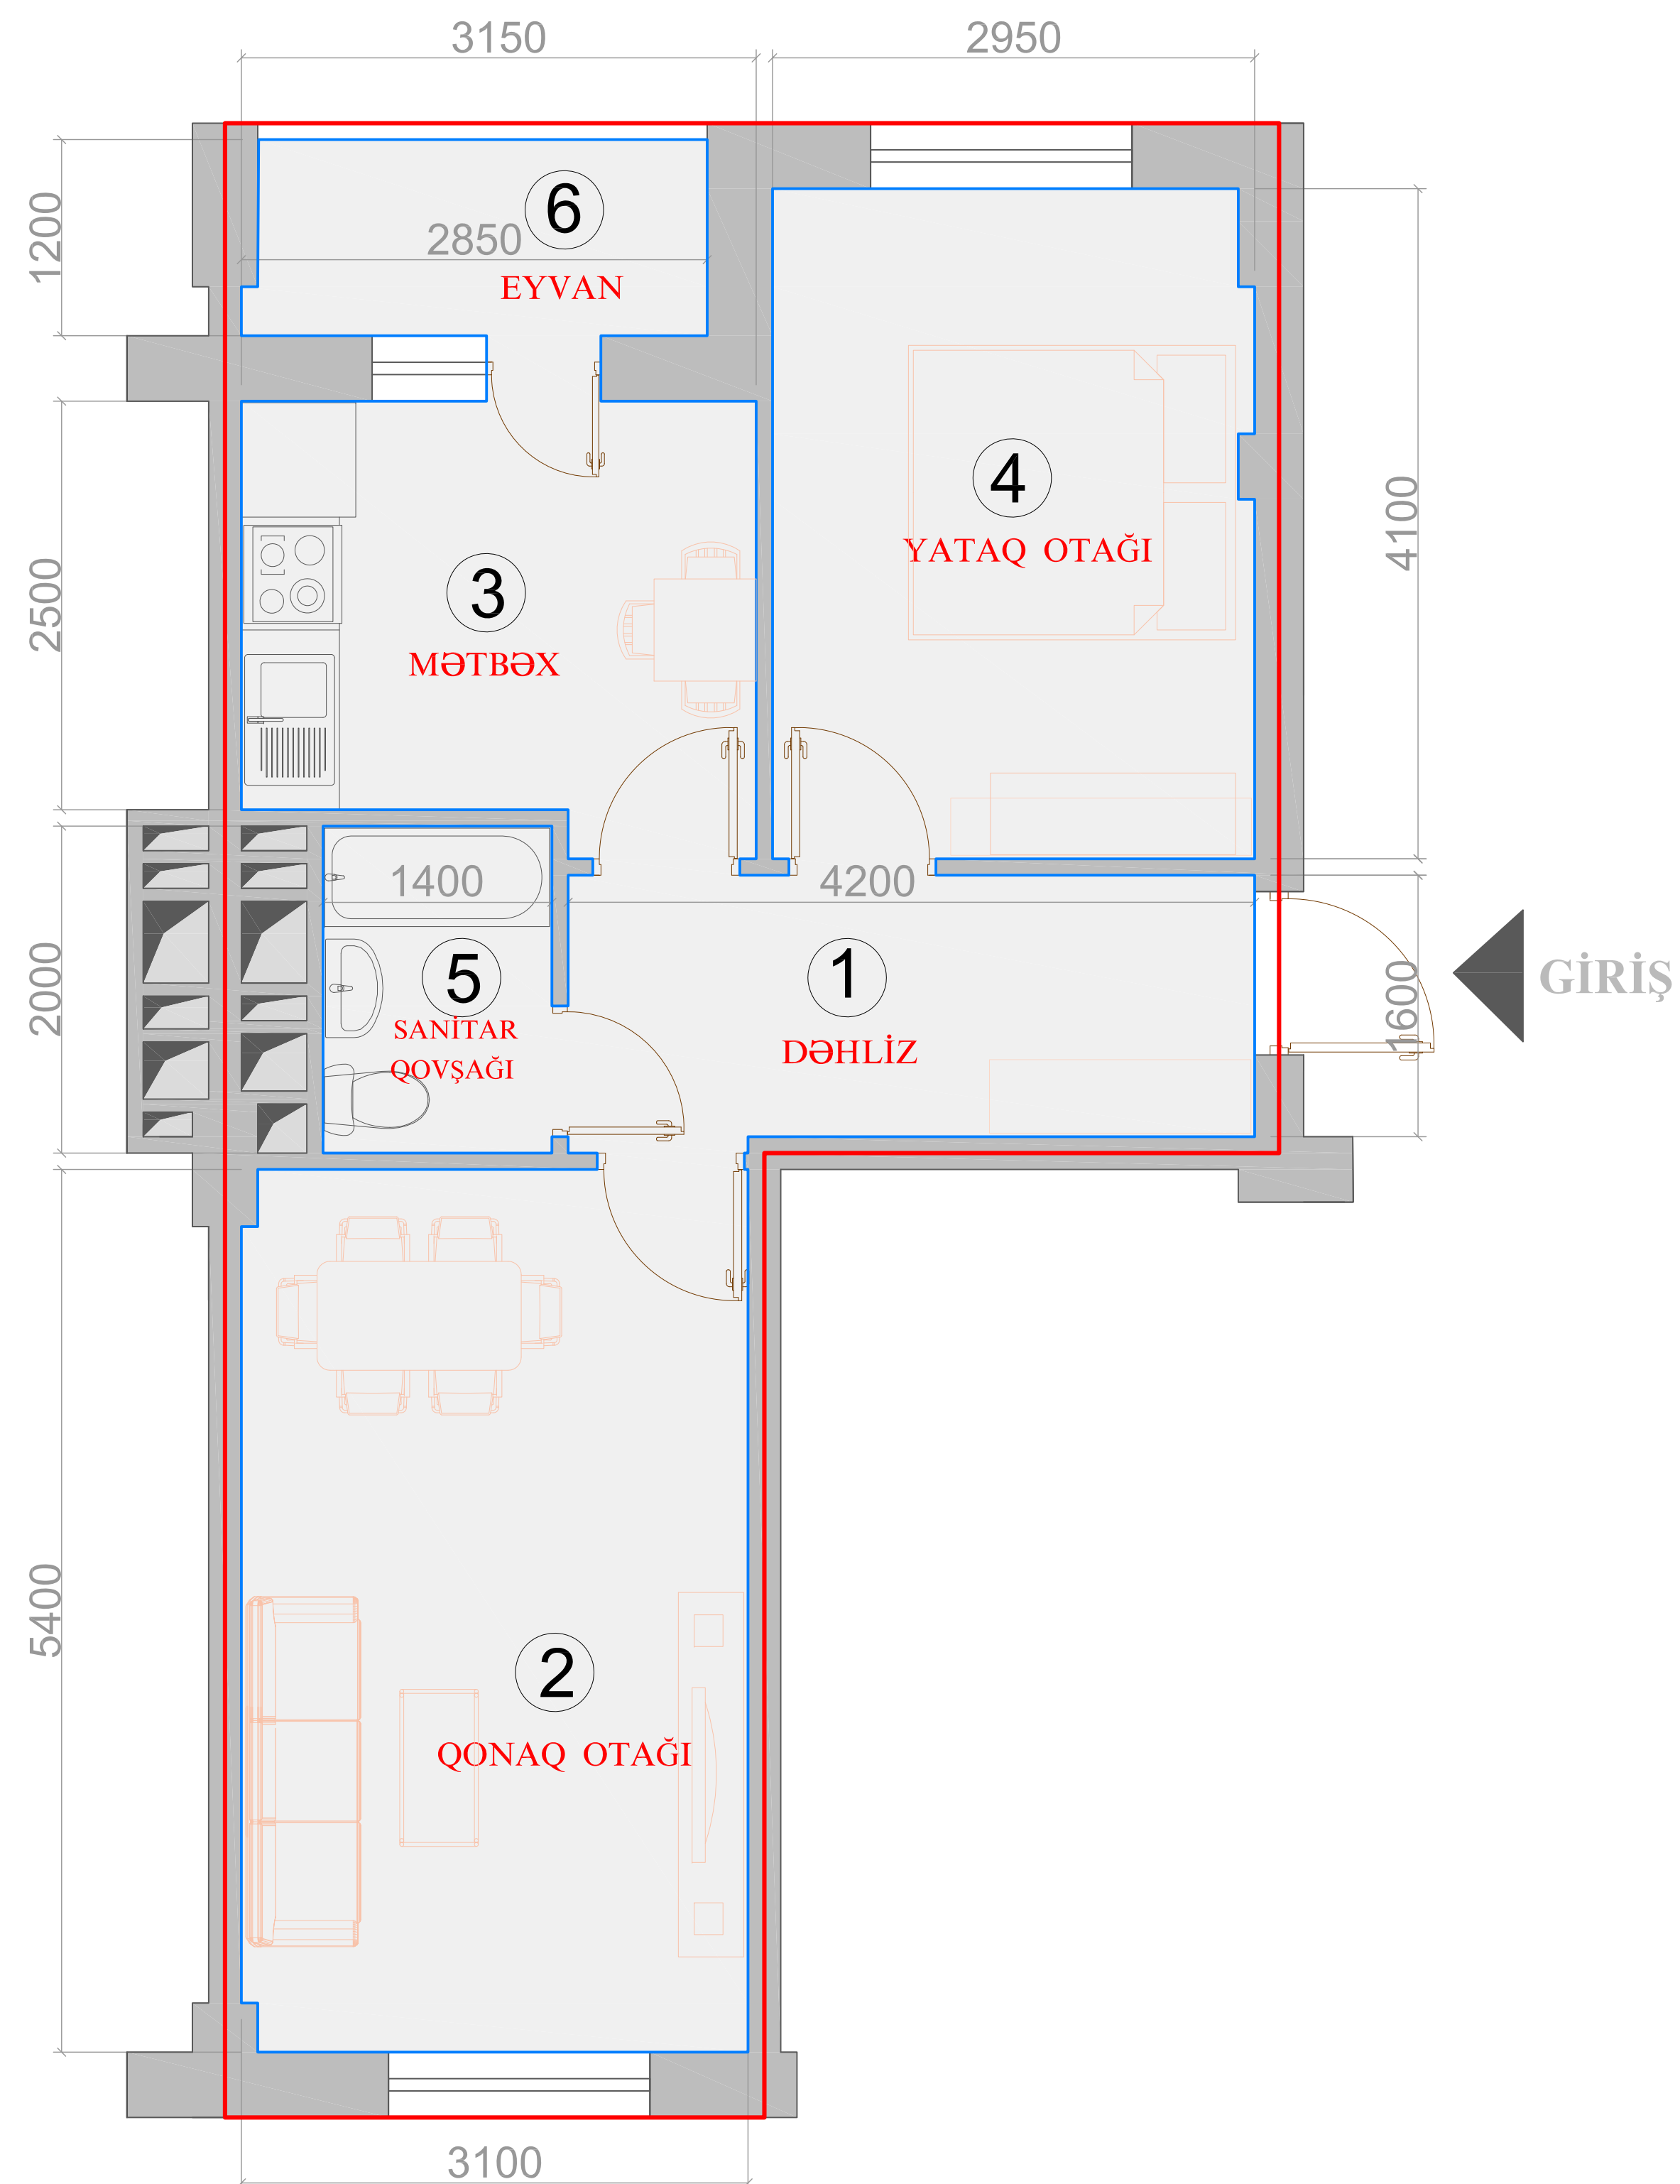 3150
2950
1200
6
2850
EYVAN
4
YATAQ OTAĞI
4100
2500
3
MƏTBƏX
1400
4200
2000
5
SANİTAR
QOVŞAĞI
1
DƏHLİZ
1600
GİRİŞ
5400
2
QONAQ OTAĞI
3100